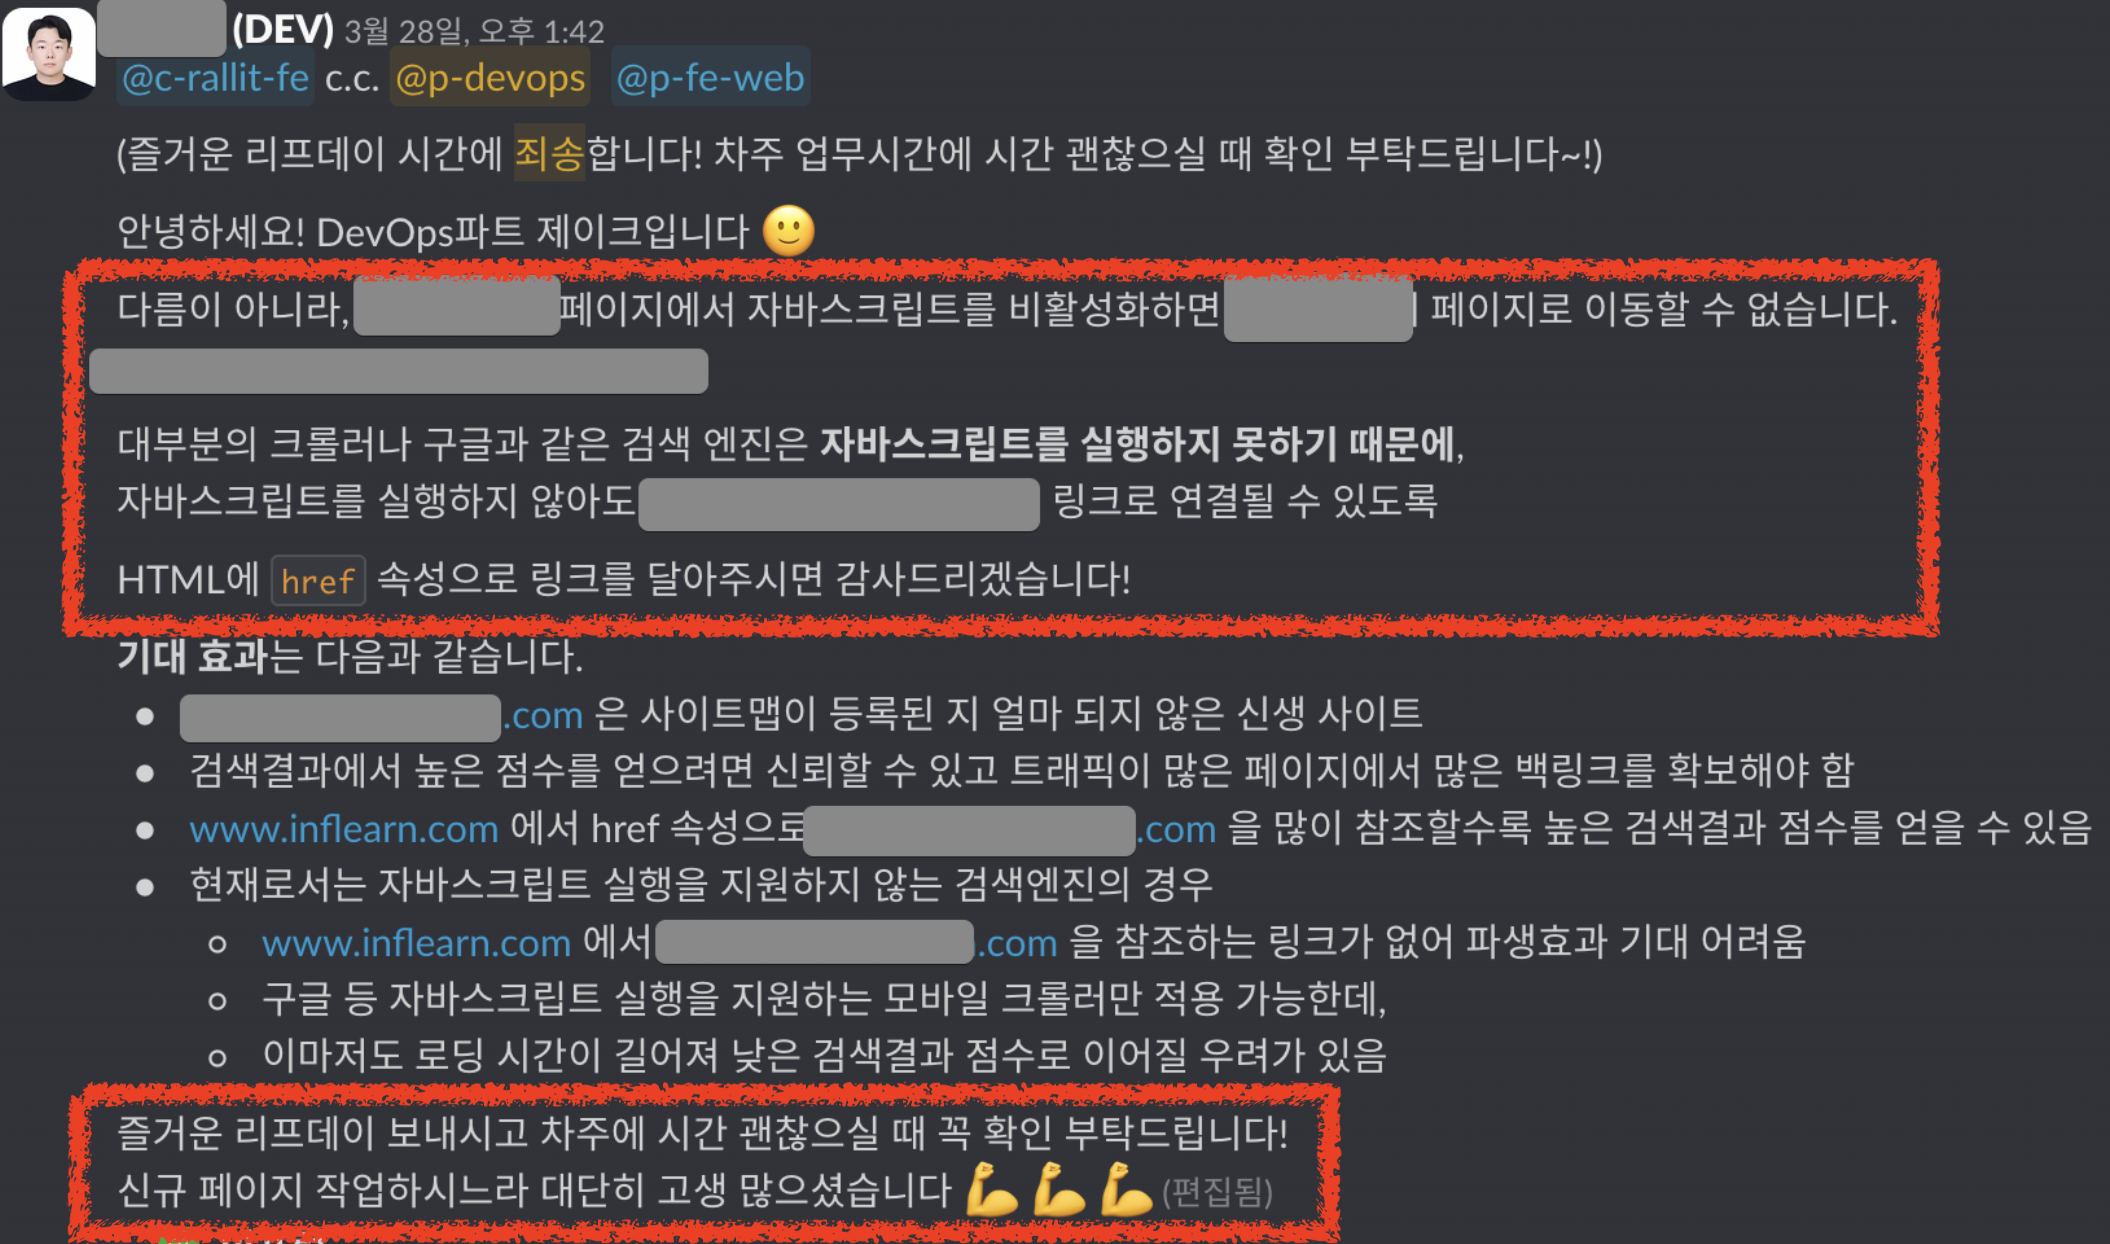 (DEV) 3월 28일, 오후 1:42
@c-rallit-fe c.c. @p-devops @p-fe-web
(즐거운 리프데이 시간에 죄송합니다! 차주 업무시간에 시간 괜찮으실 때 확인 부탁드립니다~!)
안녕하세요! DevOps파트 제이크입니다
다름이 아니라, 페이지에서 자바스크립트를 비활성화하면 페이지로 이동할 수 없습니다.
대부분의 크롤러나 구글과 같은 검색 엔진은 자바스크립트를 실행하지 못하기 때문에,
자바스크립트를 실행하지 않아도 링크로 연결될 수 있도록
HTML에 href 속성으로 링크를 달아주시면 감사드리겠습니다!
기대 효과는 다음과 같습니다.
.com 은 사이트맵이 등록된 지 얼마 되지 않은 신생 사이트
검색결과에서 높은 점수를 얻으려면 신뢰할 수 있고 트래픽이 많은 페이지에서 많은 백링크를 확보해야 함
www.inflearn.com 에서 href 속성으로 .com 을 많이 참조할수록 높은 검색결과 점수를 얻을 수 있음
현재로서는 자바스크립트 실행을 지원하지 않는 검색엔진의 경우
www.inflearn.com 에서 .com 을 참조하는 링크가 없어 파생효과 기대 어려움
구글 등 자바스크립트 실행을 지원하는 모바일 크롤러만 적용 가능한데,
이마저도 로딩 시간이 길어져 낮은 검색결과 점수로 이어질 우려가 있음
즐거운 리프데이 보내시고 차주에 시간 괜찮으실 때 꼭 확인 부탁드립니다!
신규 페이지 작업하시느라 대단히 고생 많으셨습니다 (편집됨)